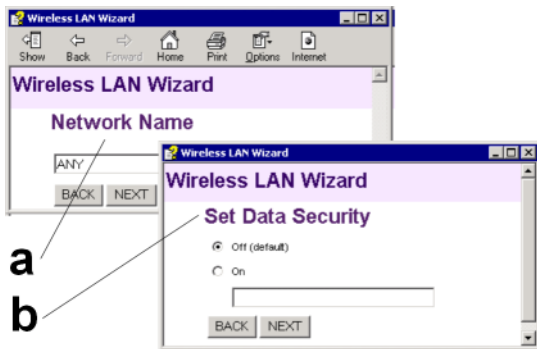 Wireless LAN Wizard
Show Back Forward Home Print Options Internet
Wireless LAN Wizard
Network Name
ANY
BACK NEXT
a
Wireless LAN Wizard
Wireless LAN Wizard
Set Data Security
Off (default)
On
BACK NEXT
b